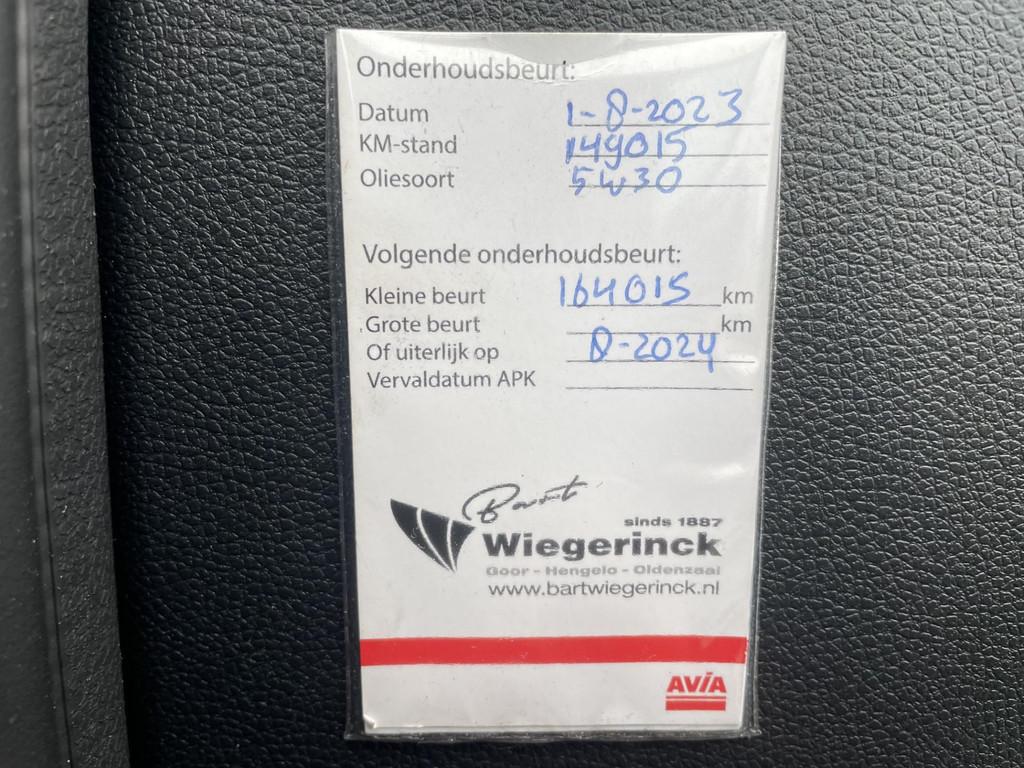 Onderhoudsbeurt:
Datum 1-8-2023
KM-stand 149015
Oliesoort 5W30
Volgende onderhoudsbeurt:
Kleine beurt 164015 km
Grote beurt km
Of uiterlijk op 8-2024
Vervaldatum APK
Bart
sinds 1887
Wiegerinck
Goor - Hengelo - Oldenzaal
www.bartwiegerinck.nl
AVIA